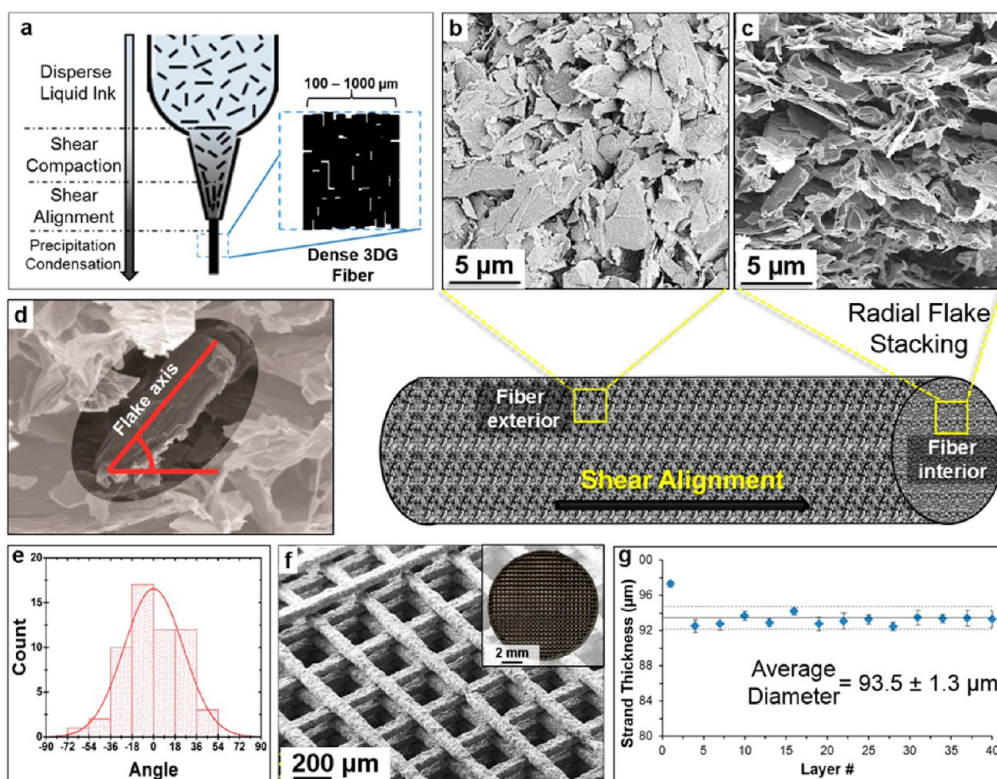 a
Disperse
Liquid Ink
Shear
Compaction
Shear
Alignment
Precipitation
Condensation
100 – 1000 µm
Dense 3DG
Fiber
b
5 µm
c
5 µm
d
Flake axis
Radial Flake
Stacking
Fiber
exterior
Fiber
interior
Shear Alignment
e
Count
20
15
10
5
0
-90 -72 -54 -36 -18 0 18 36 54 72 90
Angle
f
2 mm
200 µm
g
Strand Thickness (µm)
00
96
92
88
84
80
Average
Diameter = 93.5 ± 1.3 µm
0 5 10 15 20 25 30 35 40
Layer #